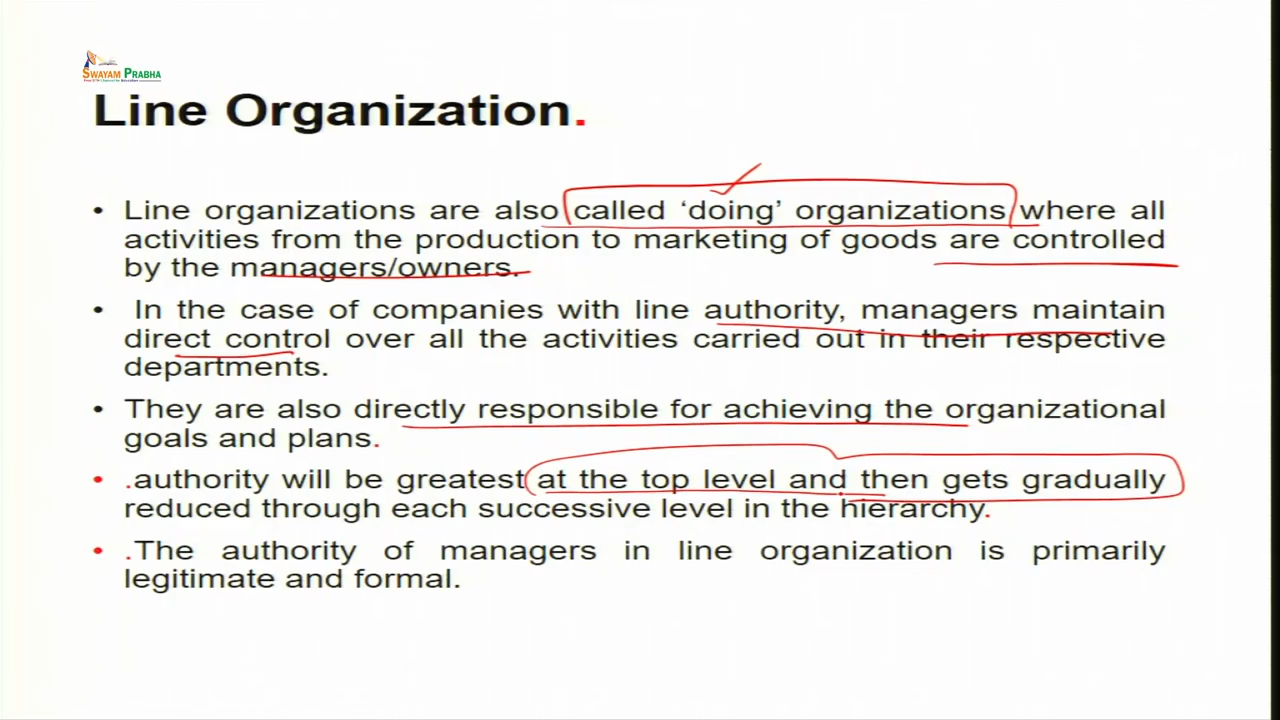 SWAYAM PRABHA
Line Organization.
• Line organizations are also called ‘doing’ organizations where all
activities from the production to marketing of goods are controlled
by the managers/owners.
• In the case of companies with line authority, managers maintain
direct control over all the activities carried out in their respective
departments.
• They are also directly responsible for achieving the organizational
goals and plans.
• .authority will be greatest at the top level and then gets gradually
reduced through each successive level in the hierarchy.
• .The authority of managers in line organization is primarily
legitimate and formal.